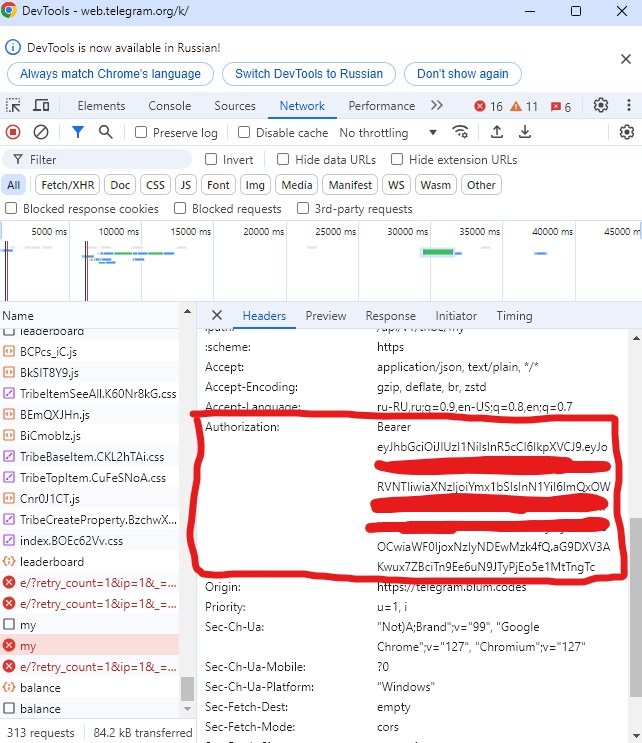 DevTools - web.telegram.org/k/
DevTools is now available in Russian!
Always match Chrome's language
Switch DevTools to Russian
Don't show again
Elements Console Sources Network Performance 16 11 6
Preserve log Disable cache No throttling
Filter Invert Hide data URLs Hide extension URLs
All Fetch/XHR Doc CSS JS Font Img Media Manifest WS Wasm Other
Blocked response cookies Blocked requests 3rd-party requests
5000 ms 10000 ms 15000 ms 20000 ms 25000 ms 30000 ms 35000 ms 40000 ms 45000 ms
Name
leaderboard
BCPcs_iC.js
BkSIT8Y9.js
TribeItemSeeAll.K60Nr8kG.css
BEmQXJHn.js
BiCmobIz.js
TribeBaseItem.CKL2hTAi.css
TribeTopItem.CuFeSNoA.css
Cnr0J1CT.js
TribeCreateProperty.BzchwX...
index.BOEc62Vv.css
leaderboard
e/?retry_count=1&ip=1&_=...
e/?retry_count=1&ip=1&_=...
my
my
e/?retry_count=1&ip=1&_=...
balance
balance
313 requests 84.2 kB transferred
Headers Preview Response Initiator Timing
:scheme: https
Accept: application/json, text/plain, */*
Accept-Encoding: gzip, deflate, br, zstd
Accept-Language: ru-RU,ru;q=0.9,en-US;q=0.8,en;q=0.7
Authorization: Bearer
eyJhbGciOiJIUzI1NiIsInR5cCI6IkpXVCJ9.eyJo
RVNTIiwiaXNzIjoiYmx1bSIsInN1YiI6ImQxOW
OCwiaWF0IjoxNzIyNDEwMzk4fQ.aG9DXV3A
Kwux7ZBciTn9Ee6uN9JTyPjEo5e1MtTngTc
Origin: https://telegram.blum.codes
Priority: u=1, i
Sec-Ch-Ua: "Not)A;Brand";v="99", "Google
Chrome";v="127", "Chromium";v="127"
Sec-Ch-Ua-Mobile: ?0
Sec-Ch-Ua-Platform: "Windows"
Sec-Fetch-Dest: empty
Sec-Fetch-Mode: cors